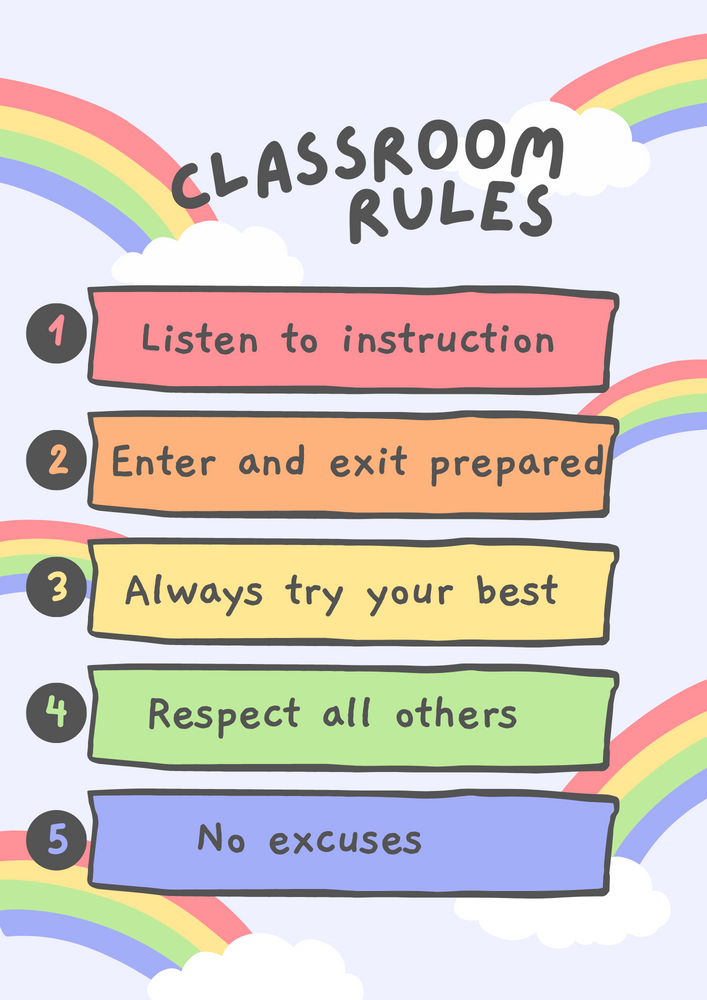 CLASSROOM
RULES
1 Listen to instruction
2 Enter and exit prepared
3 Always try your best
4 Respect all others
5 No excuses